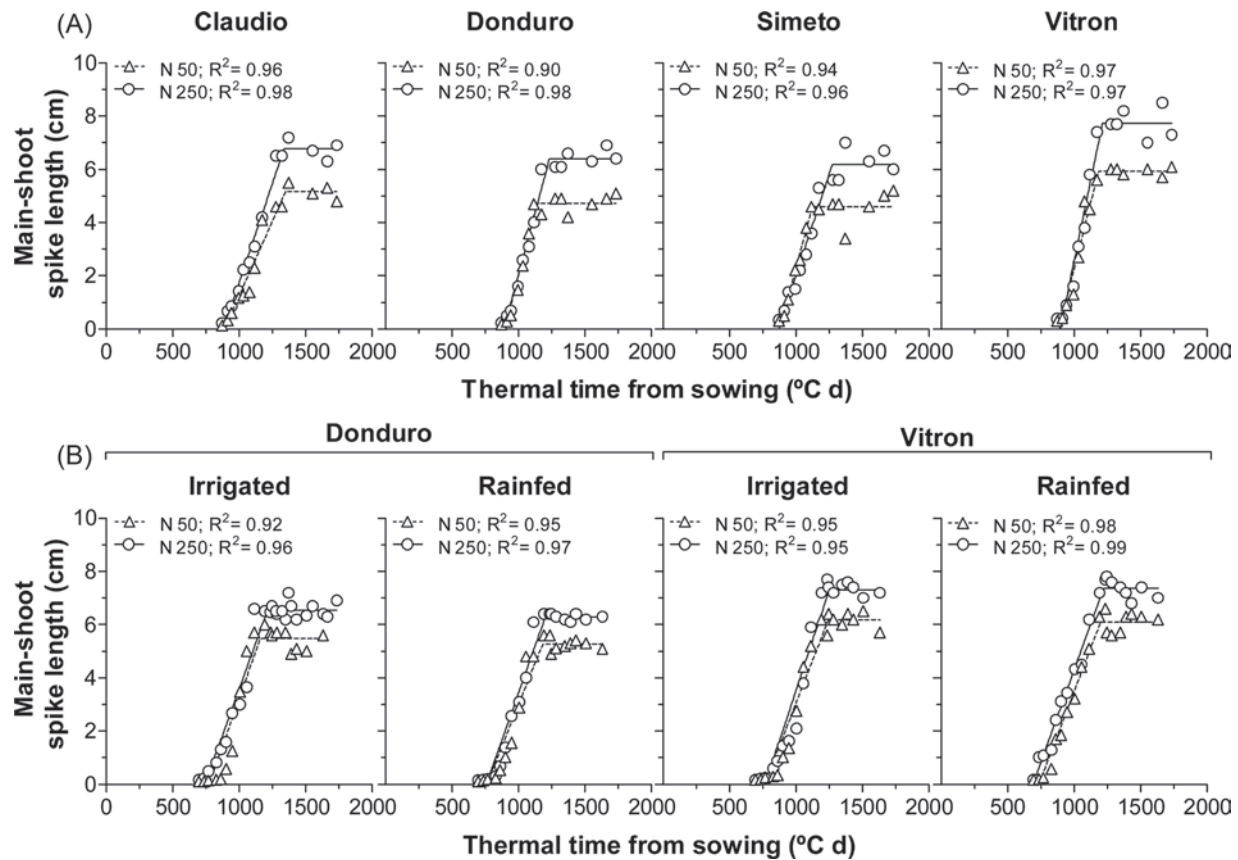 (A) Claudio Donduro Simeto Vitron
10
8
6
4
2
0
Main-shoot
spike length (cm)
N 50; R²= 0.96
N 250; R²= 0.98
N 50; R²= 0.90
N 250; R²= 0.98
N 50; R²= 0.94
N 250; R²= 0.96
N 50; R²= 0.97
N 250; R²= 0.97
0 500 1000 1500 2000 500 1000 1500 2000 500 1000 1500 2000 500 1000 1500 2000
Thermal time from sowing (ºC d)
(B) Donduro Vitron
Irrigated Rainfed Irrigated Rainfed
10
8
6
4
2
0
Main-shoot
spike length (cm)
N 50; R²= 0.92
N 250; R²= 0.96
N 50; R²= 0.95
N 250; R²= 0.97
N 50; R²= 0.95
N 250; R²= 0.95
N 50; R²= 0.98
N 250; R²= 0.99
0 500 1000 1500 2000 500 1000 1500 2000 500 1000 1500 2000 500 1000 1500 2000
Thermal time from sowing (ºC d)